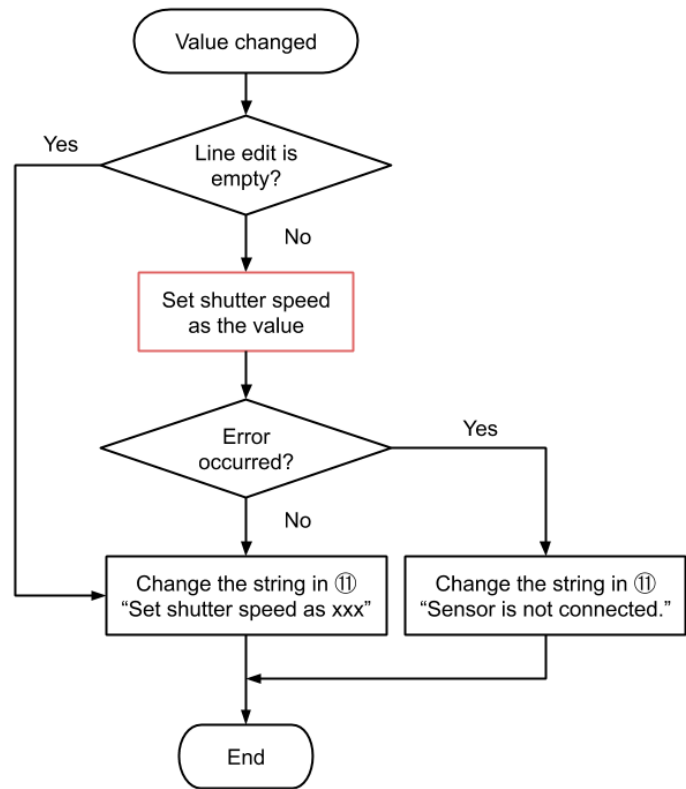 Value changed
Yes
Line edit is
empty?
No
Set shutter speed
as the value
Error
occurred?
Yes
No
Change the string in ⑪
“Set shutter speed as xxx”
Change the string in ⑪
“Sensor is not connected.”
End